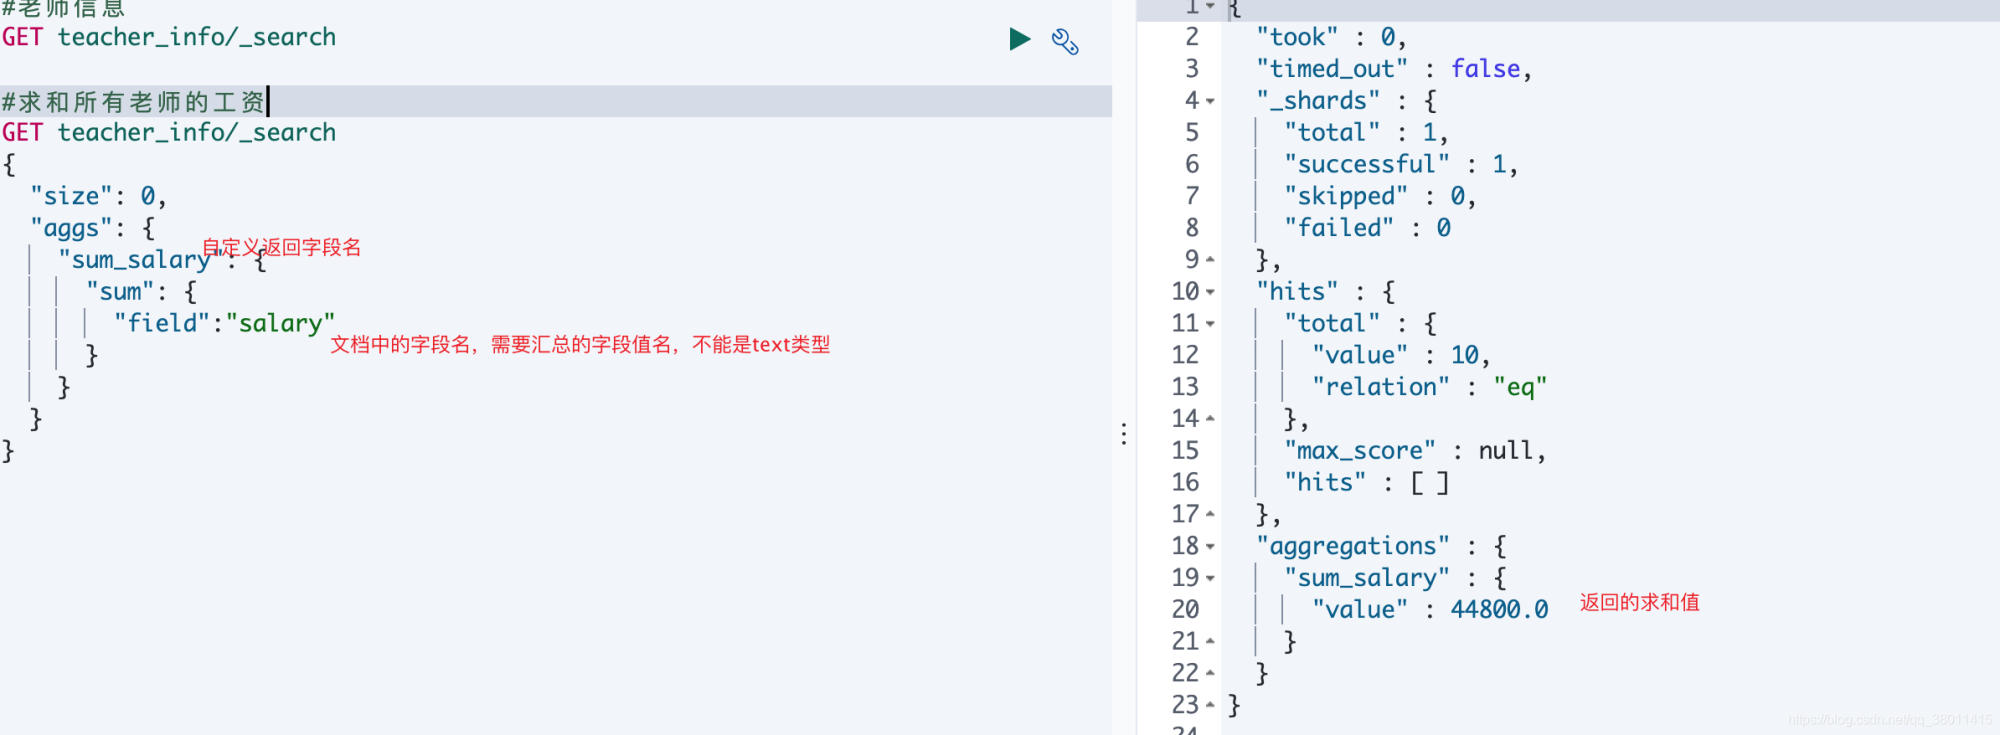 #老师信息
GET teacher_info/_search
#求和所有老师的工资
GET teacher_info/_search
{
"size": 0,
"aggs": {
自定义返回字段名
"sum_salary": {
"sum": {
"field":"salary"
文档中的字段名，需要汇总的字段值名，不能是text类型
}
}
}
}
1 {
2 "took" : 0,
3 "timed_out" : false,
4 "_shards" : {
5 "total" : 1,
6 "successful" : 1,
7 "skipped" : 0,
8 "failed" : 0
9 },
10 "hits" : {
11 "total" : {
12 "value" : 10,
13 "relation" : "eq"
14 },
15 "max_score" : null,
16 "hits" : [ ]
17 },
18 "aggregations" : {
19 "sum_salary" : {
20 "value" : 44800.0 返回的求和值
21 }
22 }
23 }
24
https://blog.csdn.net/qq_38011415